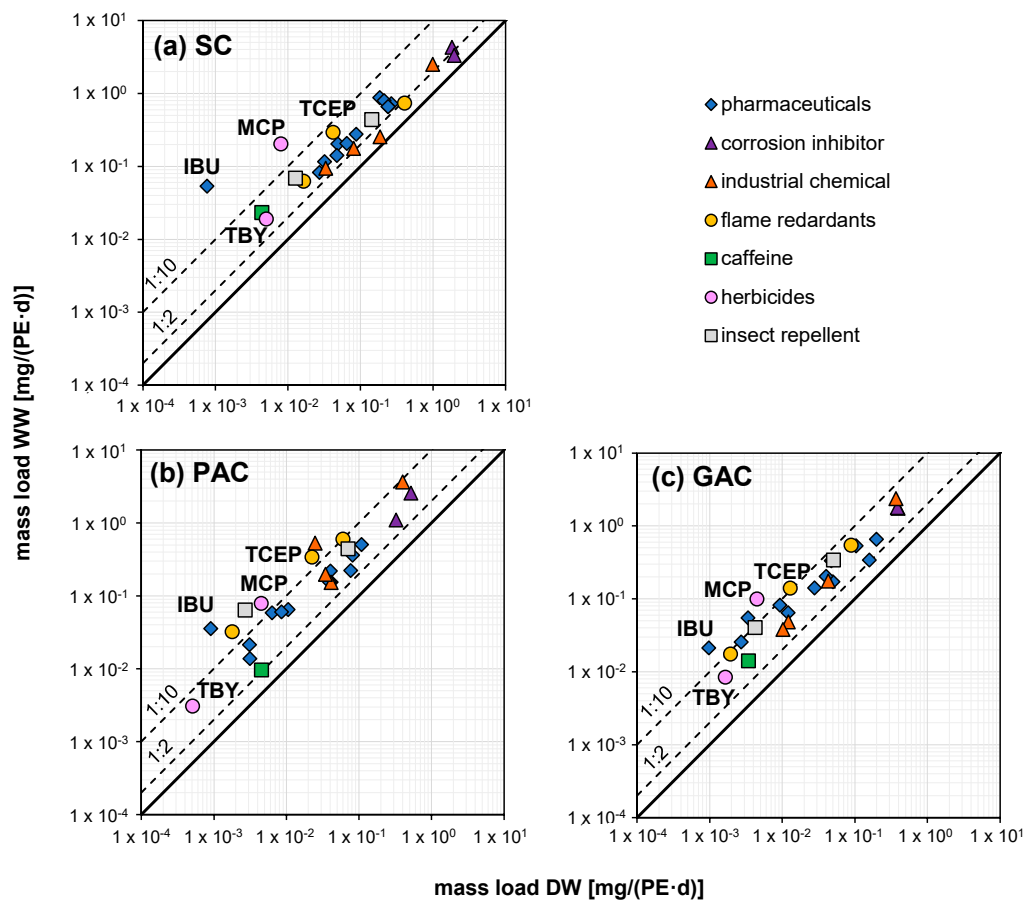 (a) SC
1 x 10¹
1 x 10⁰
1 x 10⁻¹
1 x 10⁻²
1 x 10⁻³
1 x 10⁻⁴
TCEP
MCP
IBU
TBY
1:10
1:2
1 x 10⁻⁴ 1 x 10⁻³ 1 x 10⁻² 1 x 10⁻¹ 1 x 10⁰ 1 x 10¹
pharmaceuticals
corrosion inhibitor
industrial chemical
flame redardants
caffeine
herbicides
insect repellent
mass load WW [mg/(PE·d)]
(b) PAC
1 x 10¹
1 x 10⁰
1 x 10⁻¹
1 x 10⁻²
1 x 10⁻³
1 x 10⁻⁴
TCEP
MCP
IBU
TBY
1:10
1:2
1 x 10⁻⁴ 1 x 10⁻³ 1 x 10⁻² 1 x 10⁻¹ 1 x 10⁰ 1 x 10¹
(c) GAC
1 x 10¹
1 x 10⁰
1 x 10⁻¹
1 x 10⁻²
1 x 10⁻³
1 x 10⁻⁴
TCEP
MCP
IBU
TBY
1:10
1:2
1 x 10⁻⁴ 1 x 10⁻³ 1 x 10⁻² 1 x 10⁻¹ 1 x 10⁰ 1 x 10¹
mass load DW [mg/(PE·d)]